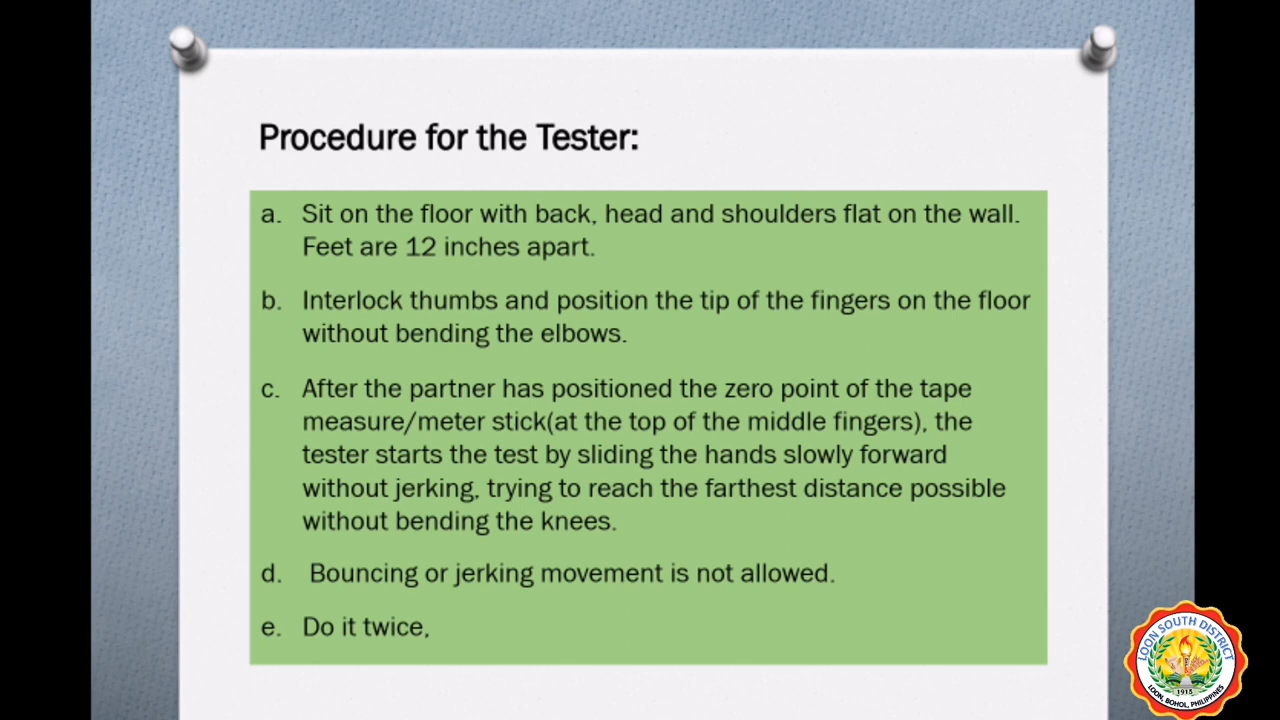 Procedure for the Tester:
a. Sit on the floor with back, head and shoulders flat on the wall.
Feet are 12 inches apart.
b. Interlock thumbs and position the tip of the fingers on the floor
without bending the elbows.
c. After the partner has positioned the zero point of the tape
measure/meter stick(at the top of the middle fingers), the
tester starts the test by sliding the hands slowly forward
without jerking, trying to reach the farthest distance possible
without bending the knees.
d. Bouncing or jerking movement is not allowed.
e. Do it twice,
LOON SOUTH DISTRICT
1915
LOON, BOHOL, PHILIPPINES